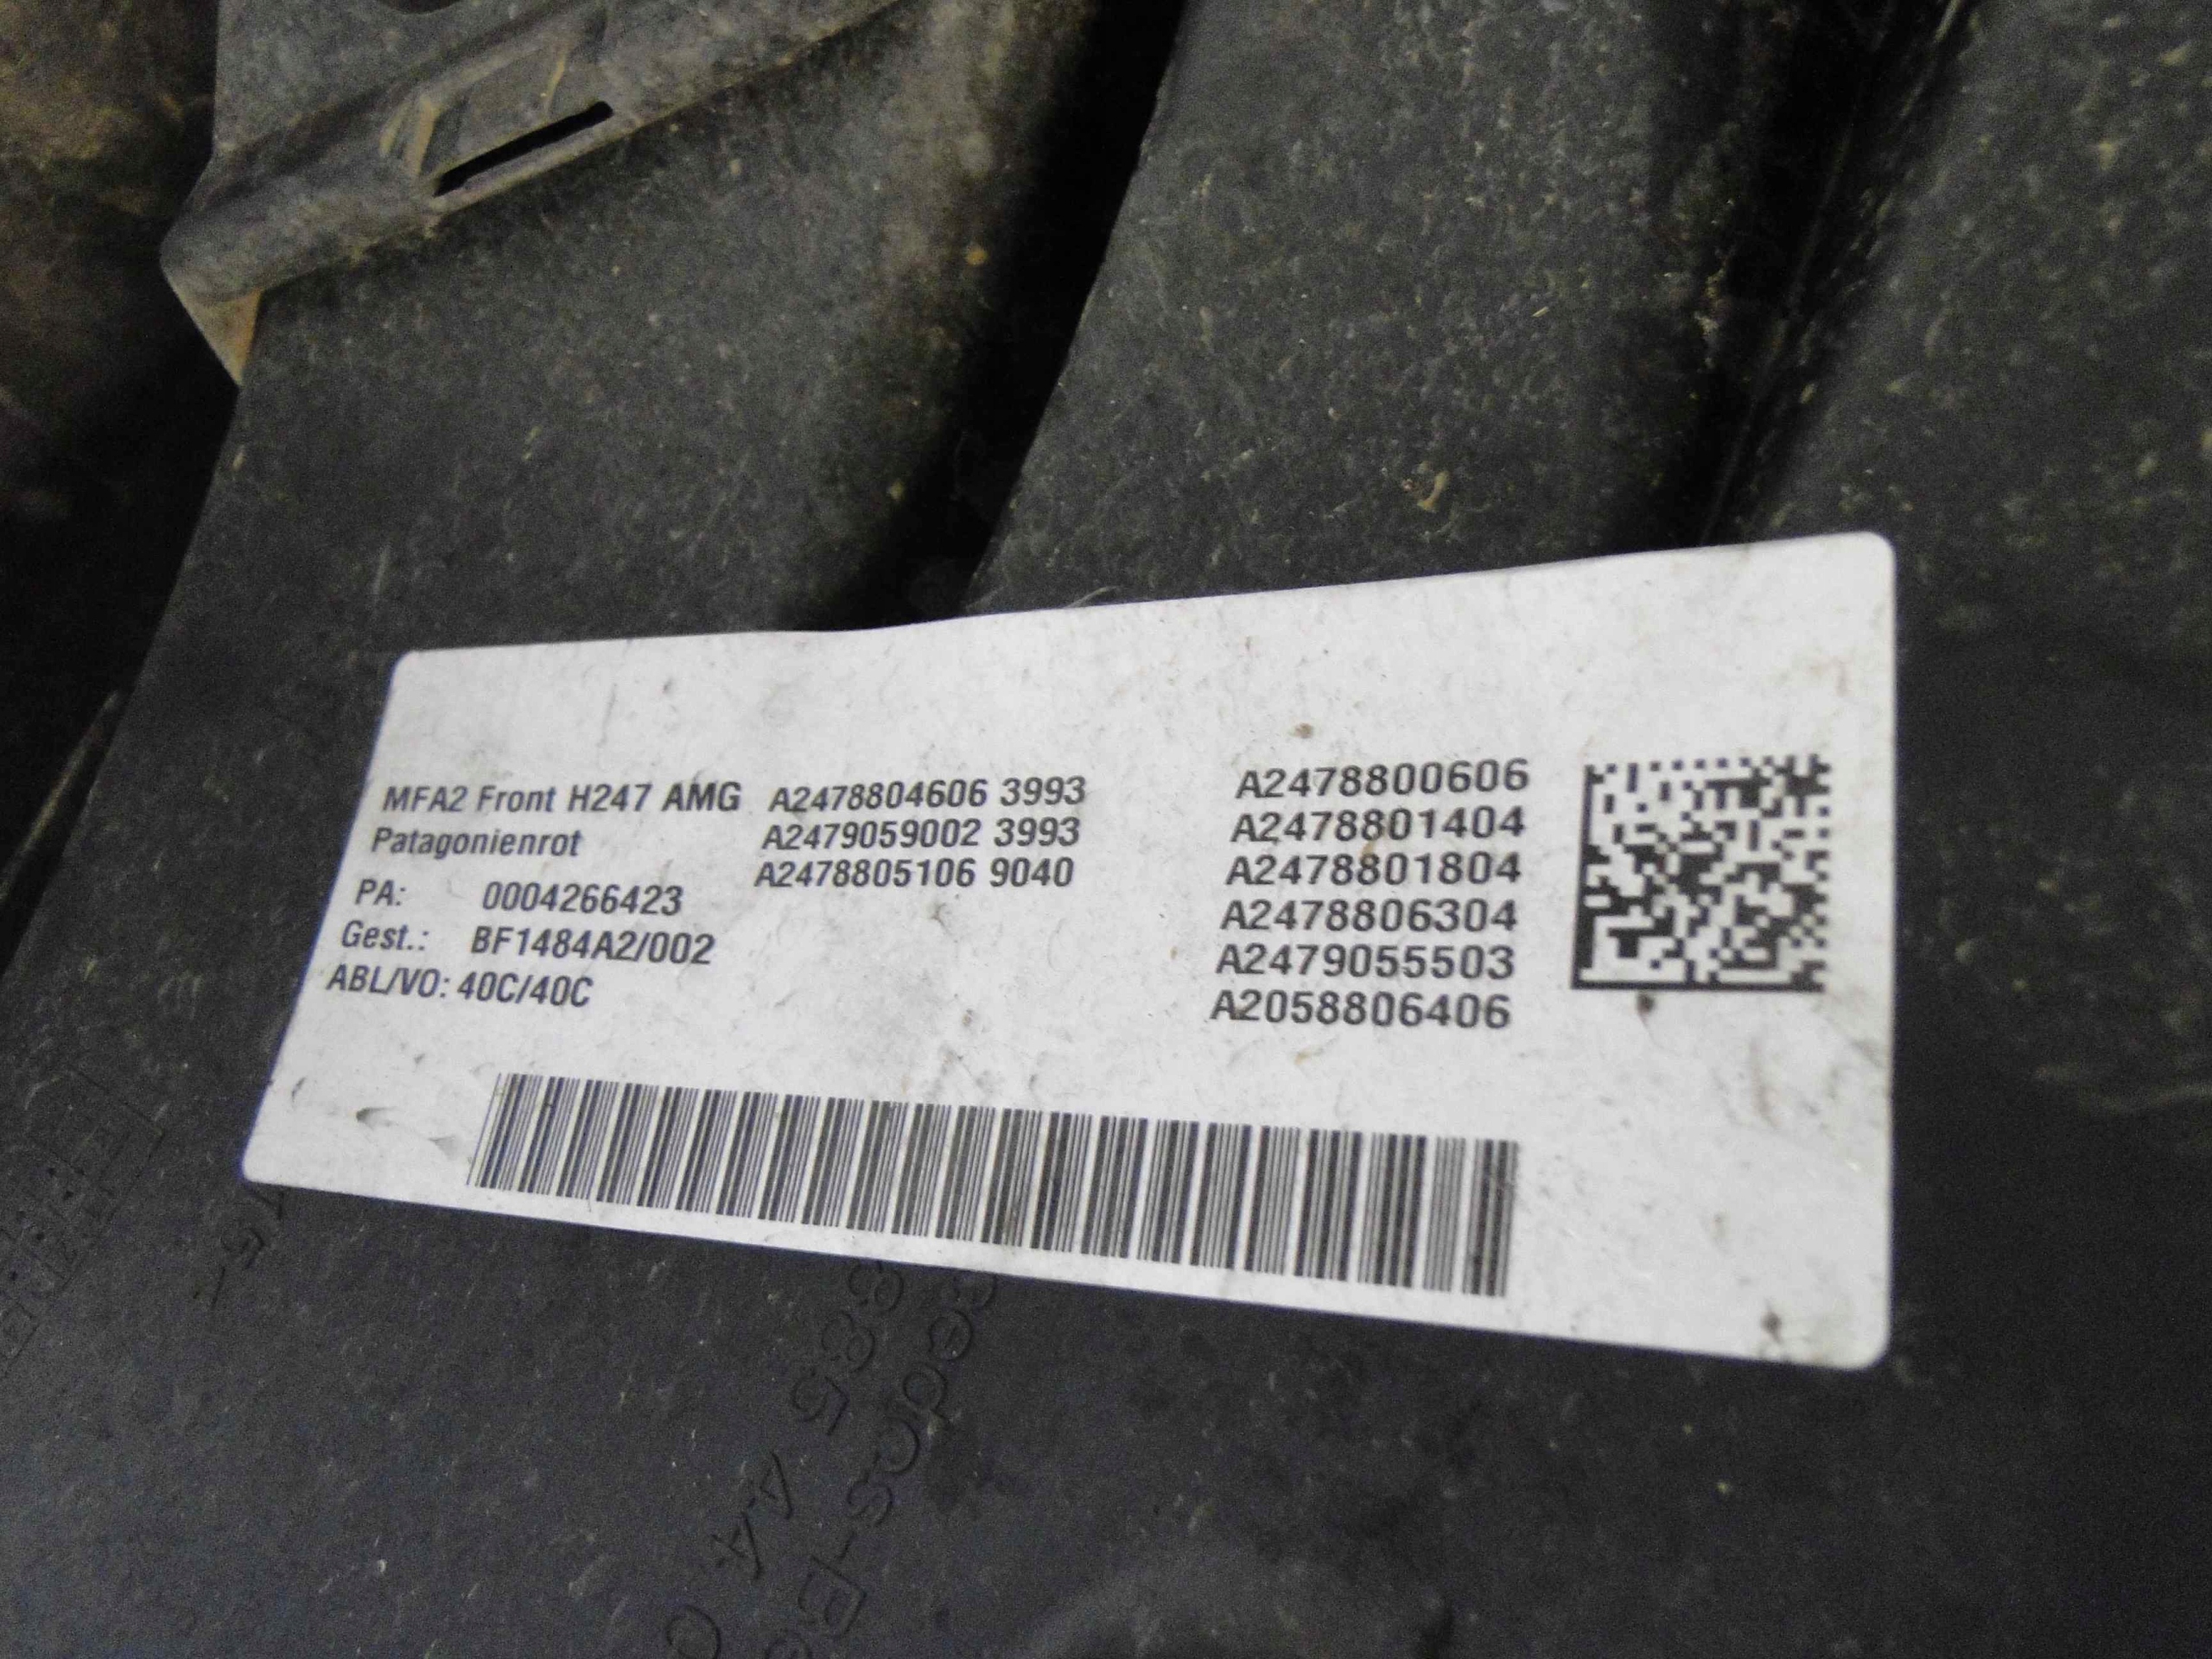 MFA2 Front H247 AMG
Patagonienrot
PA: 0004266423
Gest.: BF1484A2/002
ABL/VO: 40C/40C
A2478804606 3993
A2479059002 3993
A2478805106 9040
A2478800606
A2478801404
A2478801804
A2478806304
A2479055503
A2058806406
885